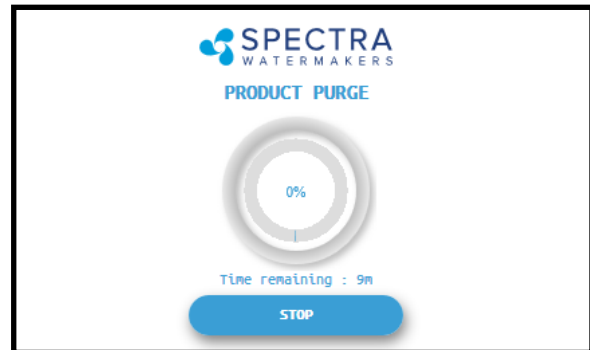 SPECTRA
WATERMAKERS
PRODUCT PURGE
0%
Time remaining : 9m
STOP